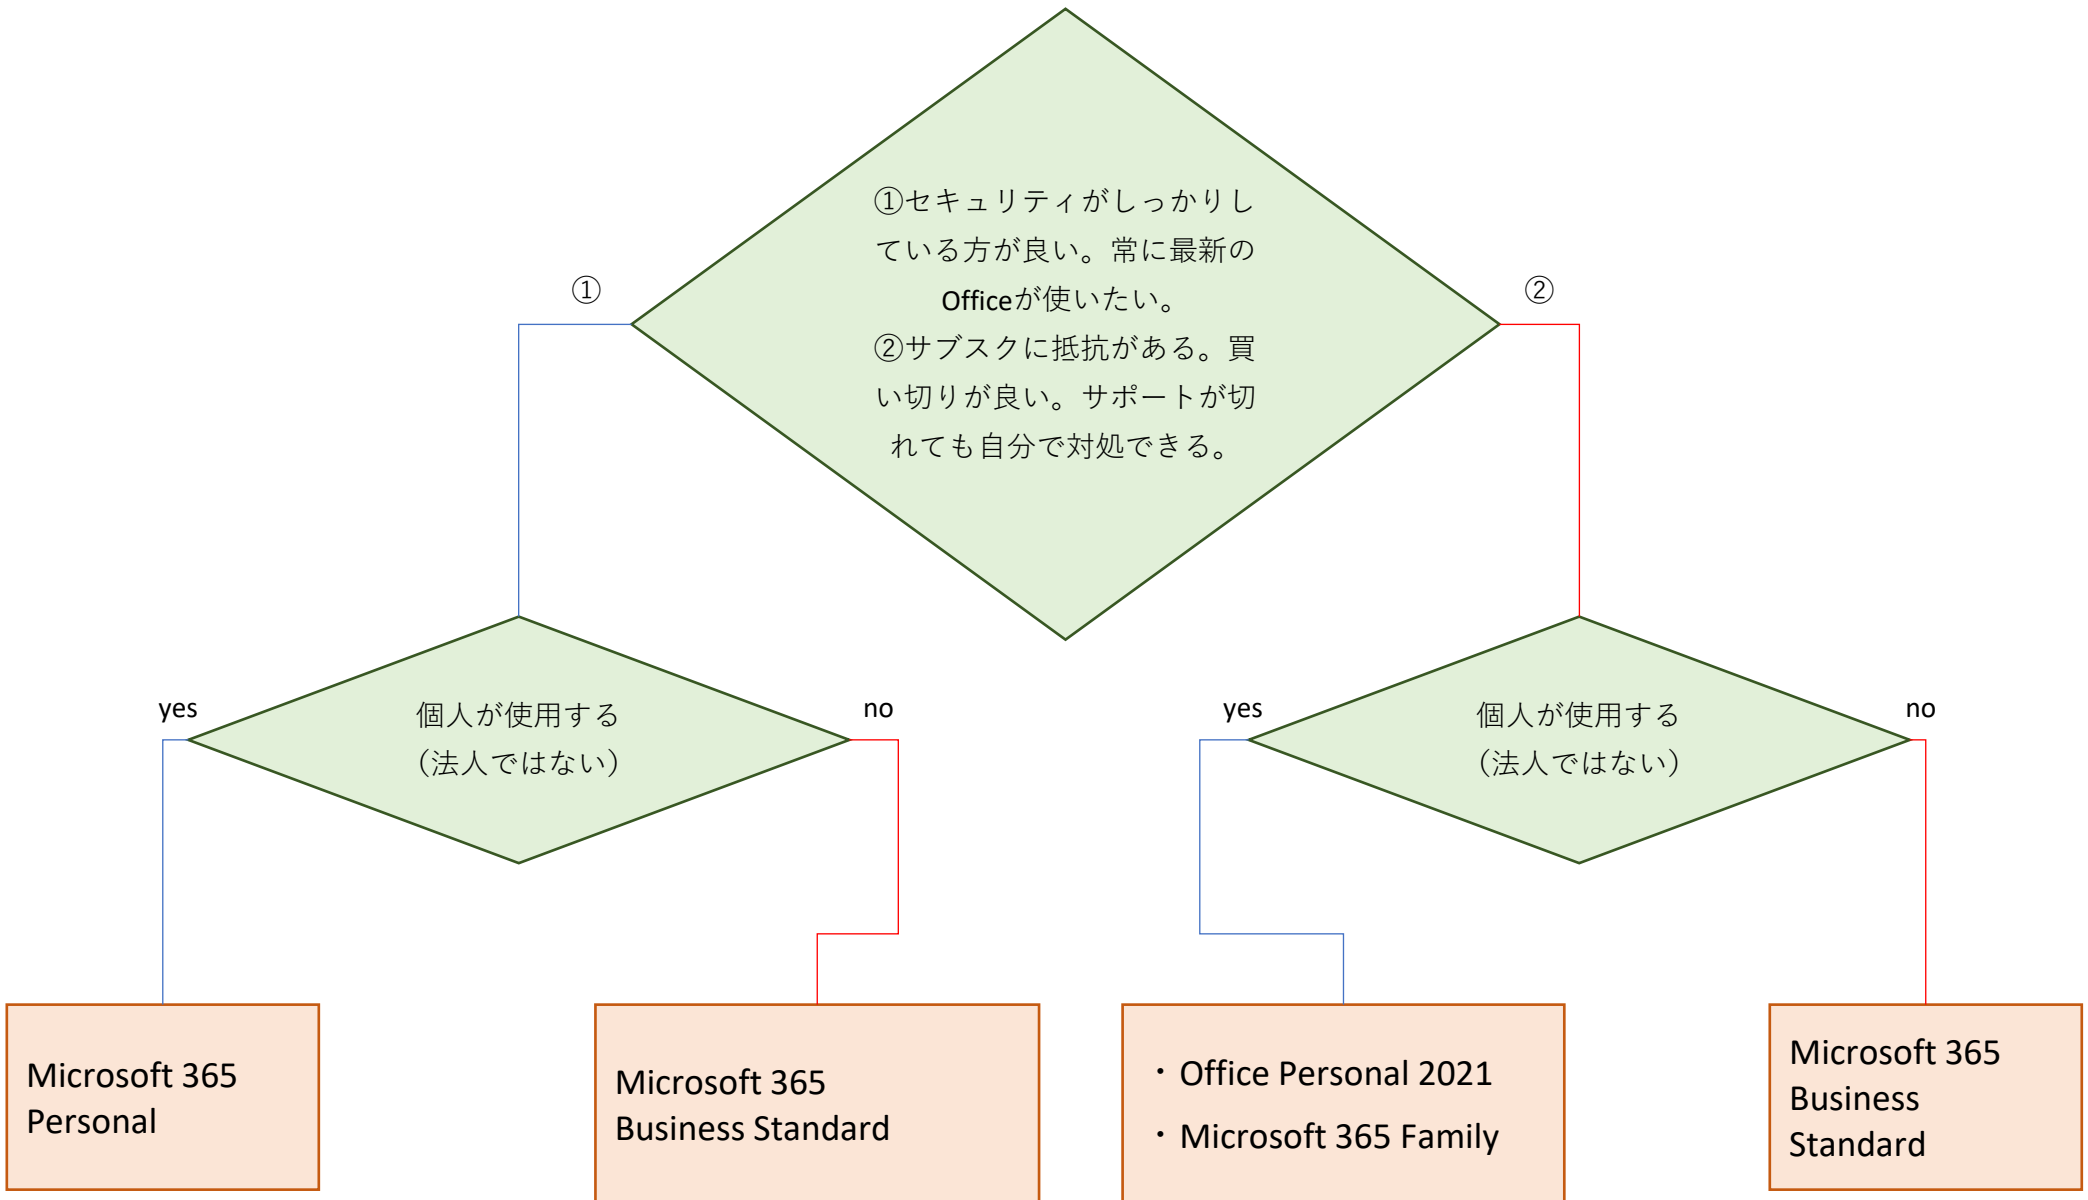 ①セキュリティがしっかりし
ている方が良い。常に最新の
Officeが使いたい。
②サブスクに抵抗がある。買
い切りが良い。サポートが切
れても自分で対処できる。
①
②
yes
個人が使用する
（法人ではない）
no
yes
個人が使用する
（法人ではない）
no
Microsoft 365
Personal
Microsoft 365
Business Standard
・Office Personal 2021
・Microsoft 365 Family
Microsoft 365
Business
Standard